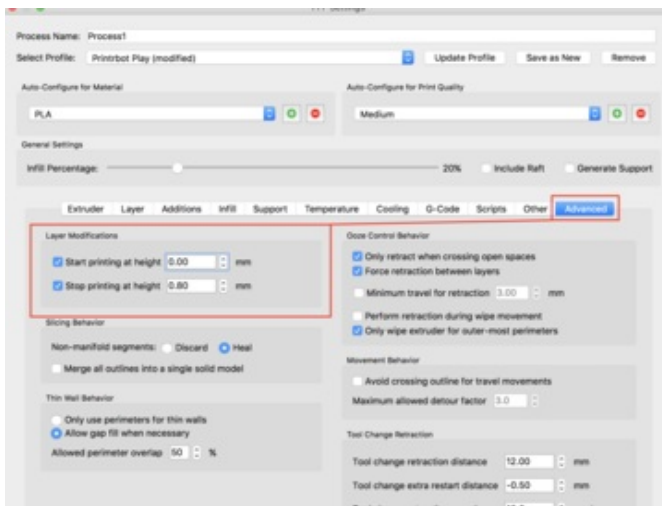 Settings
Process Name: Process1
Select Profile: Printrbot Play (modified) Update Profile Save as New Remove
Auto-Configure for Material
PLA
Auto-Configure for Print Quality
Medium
General Settings
Infill Percentage: 20% Include Raft Generate Support
Extruder Layer Additions Infill Support Temperature Cooling G-Code Scripts Other Advanced
Layer Modifications
Start printing at height 0.00 mm
Stop printing at height 0.80 mm
Slicing Behavior
Non-manifold segments: Discard Heal
Merge all outlines into a single solid model
Thin Wall Behavior
Only use perimeters for thin walls
Allow gap fill when necessary
Allowed perimeter overlap 50 %
Ooze Control Behavior
Only retract when crossing open spaces
Force retraction between layers
Minimum travel for retraction 3.00 mm
Perform retraction during wipe movement
Only wipe extruder for outer-most perimeters
Movement Behavior
Avoid crossing outline for travel movements
Maximum allowed detour factor 3.0
Tool Change Retraction
Tool change retraction distance 12.00 mm
Tool change extra restart distance -0.50 mm